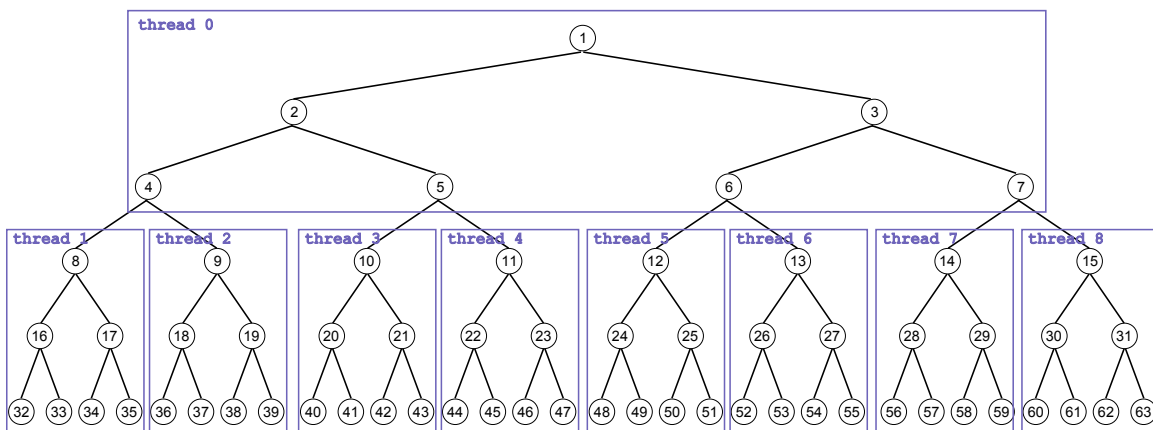 thread 0
1
2 3
4 5 6 7
thread 1 thread 2 thread 3 thread 4 thread 5 thread 6 thread 7 thread 8
8 9 10 11 12 13 14 15
16 17 18 19 20 21 22 23 24 25 26 27 28 29 30 31
32 33 34 35 36 37 38 39 40 41 42 43 44 45 46 47 48 49 50 51 52 53 54 55 56 57 58 59 60 61 62 63